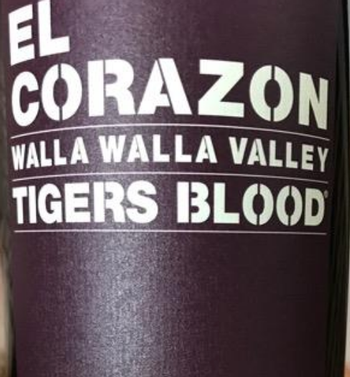 EL
CORAZON
WALLA WALLA VALLEY
TIGERS BLOOD®